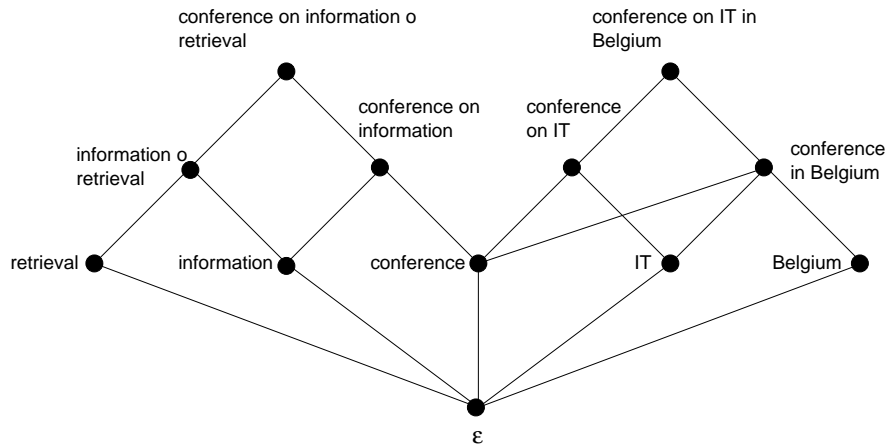 conference on information o
retrieval
conference on IT in
Belgium
conference on
information
conference
on IT
information o
retrieval
conference
in Belgium
retrieval
information
conference
IT
Belgium
ε